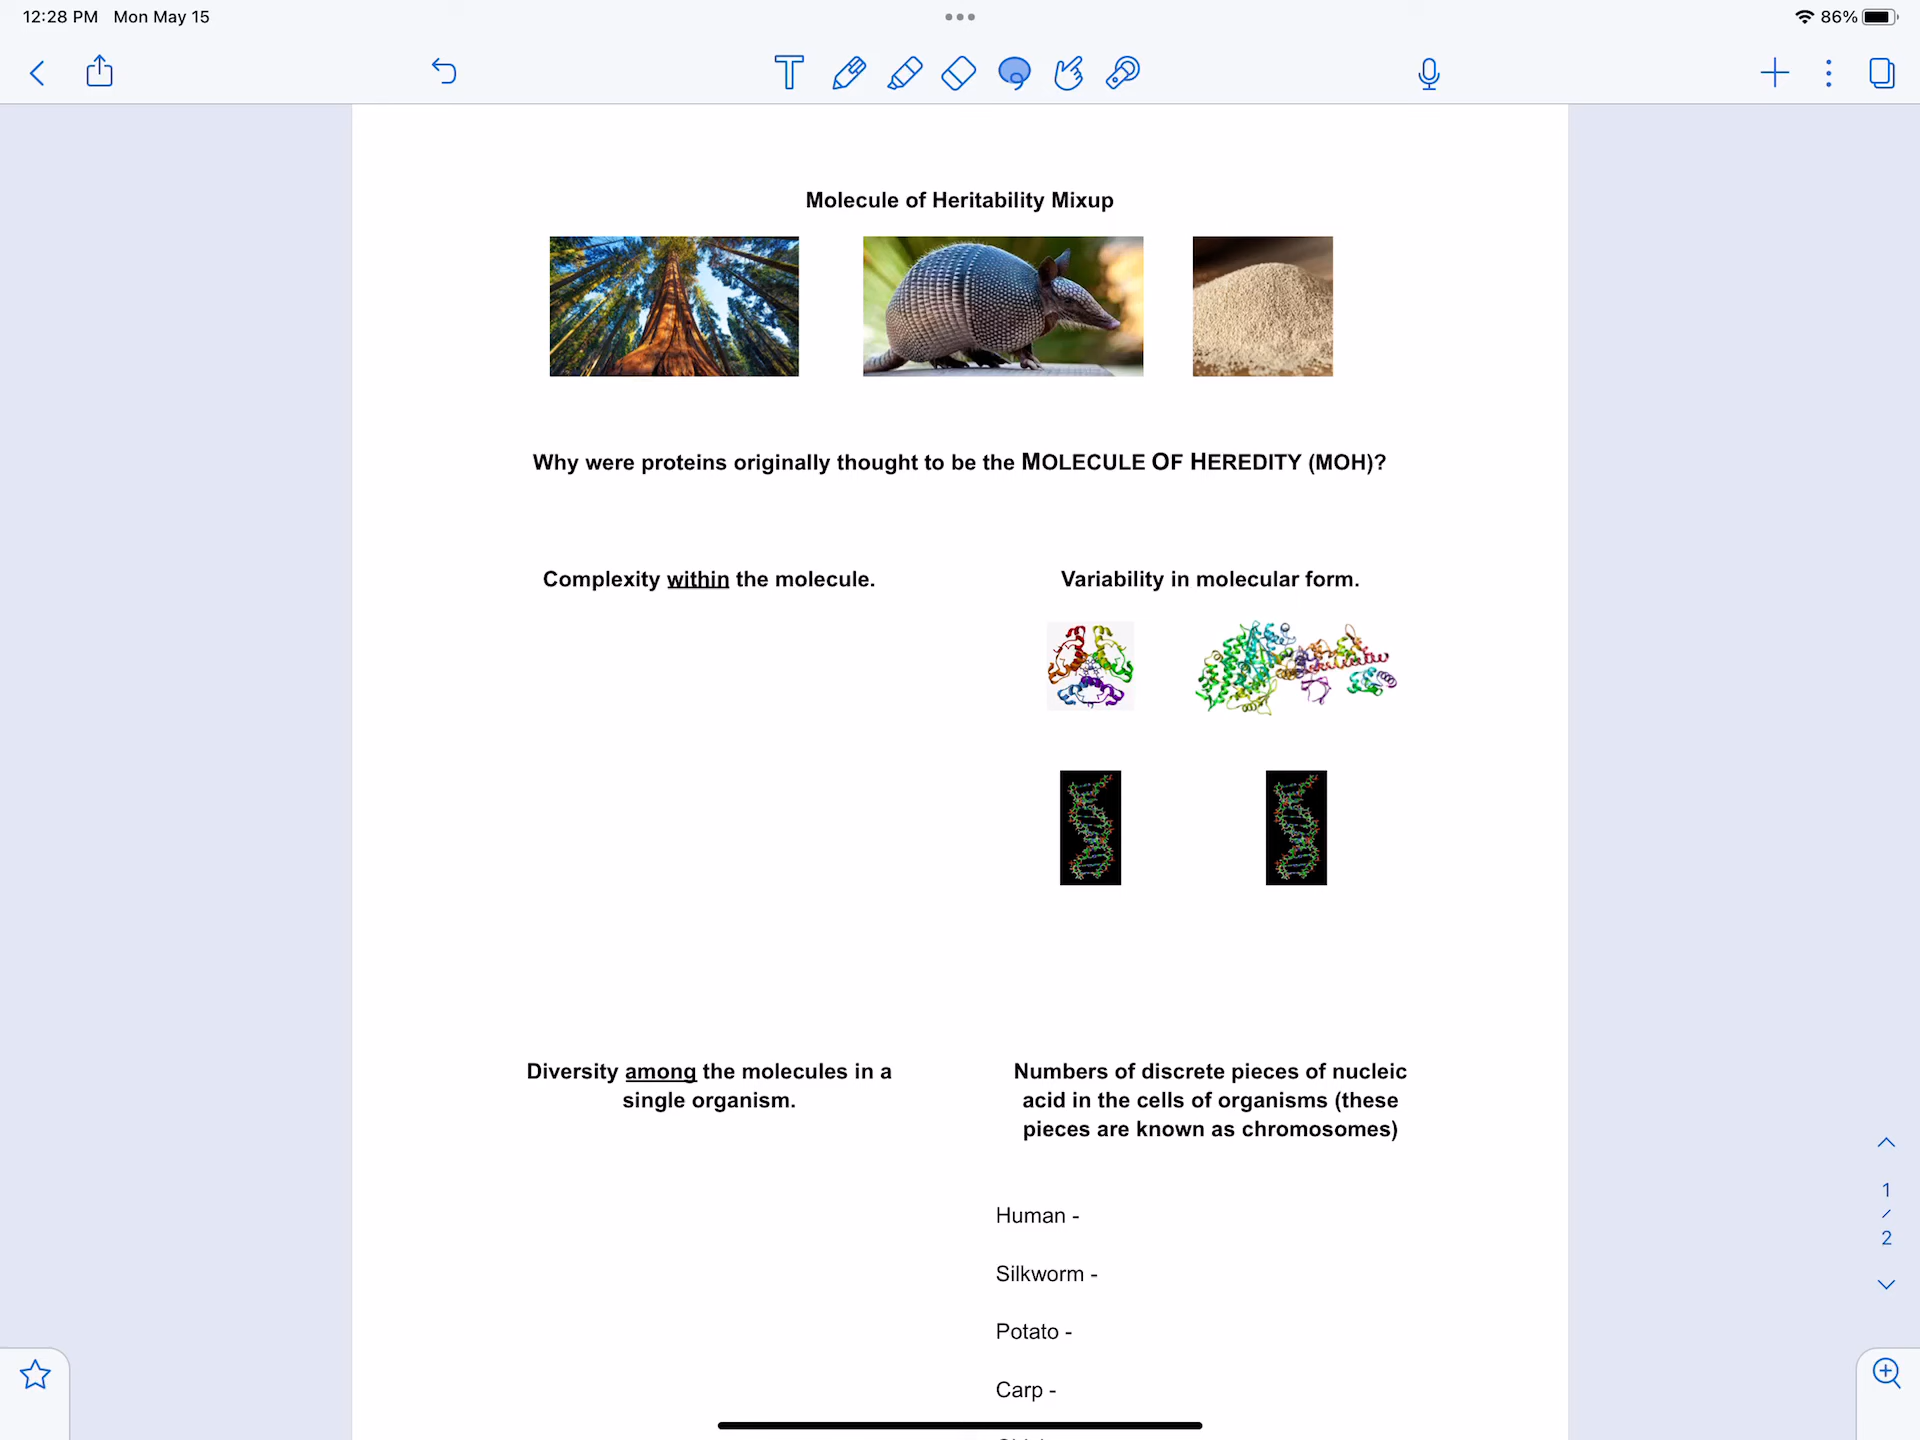 12:28 PM Mon May 15
86%
Molecule of Heritability Mixup
Why were proteins originally thought to be the MOLECULE OF HEREDITY (MOH)?
Complexity within the molecule.
Variability in molecular form.
Diversity among the molecules in a
single organism.
Numbers of discrete pieces of nucleic
acid in the cells of organisms (these
pieces are known as chromosomes)
Human -
Silkworm -
Potato -
Carp -
1
/
2